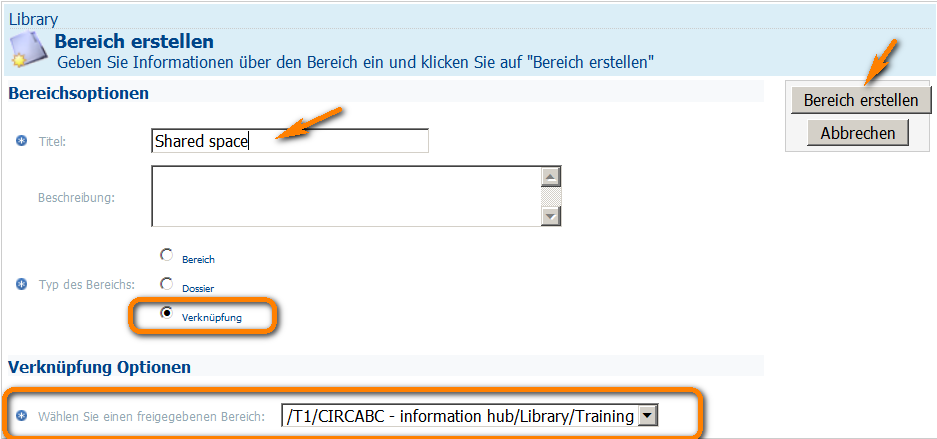 Library
Bereich erstellen
Geben Sie Informationen über den Bereich ein und klicken Sie auf "Bereich erstellen"
Bereichsoptionen
Bereich erstellen
Abbrechen
Titel: Shared space
Beschreibung:
Typ des Bereichs:
Bereich
Dossier
Verknüpfung
Verknüpfung Optionen
Wählen Sie einen freigegebenen Bereich: /T1/CIRCABC - information hub/Library/Training